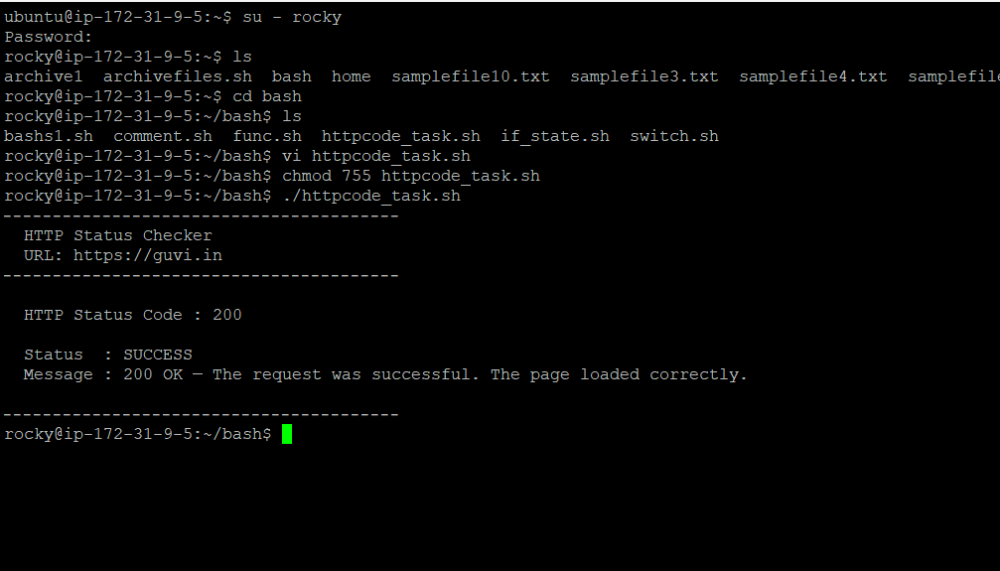 ubuntu@ip-172-31-9-5:~$ su - rocky
Password:
rocky@ip-172-31-9-5:~$ ls
archive1  archivefiles.sh  bash  home  samplefile10.txt  samplefile3.txt  samplefile4.txt
rocky@ip-172-31-9-5:~$ cd bash
rocky@ip-172-31-9-5:~/bash$ ls
bashs1.sh  comment.sh  func.sh  httpcode_task.sh  if_state.sh  switch.sh
rocky@ip-172-31-9-5:~/bash$ vi httpcode_task.sh
rocky@ip-172-31-9-5:~/bash$ chmod 755 httpcode_task.sh
rocky@ip-172-31-9-5:~/bash$ ./httpcode_task.sh
----------------------------------------
  HTTP Status Checker
  URL: https://guvi.in
----------------------------------------
  HTTP Status Code : 200
  Status  : SUCCESS
  Message : 200 OK — The request was successful. The page loaded correctly.
----------------------------------------
rocky@ip-172-31-9-5:~/bash$